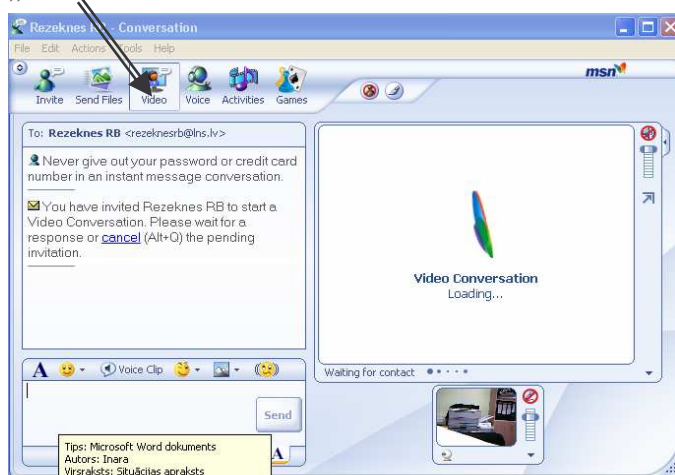 Rezeknes RB - Conversation
File Edit Actions Tools Help
Invite Send Files Video Voice Activities Games
msn
To: Rezeknes RB <rezeknesrb@lns.lv>
Never give out your password or credit card
number in an instant message conversation.
You have invited Rezeknes RB to start a
Video Conversation. Please wait for a
response or cancel (Alt+Q) the pending
invitation.
Video Conversation
Loading...
Waiting for contact
A Voice Clip
Send
A
Tips: Microsoft Word dokuments
Autors: Inara
Virsraksts: Situācijas apraksts